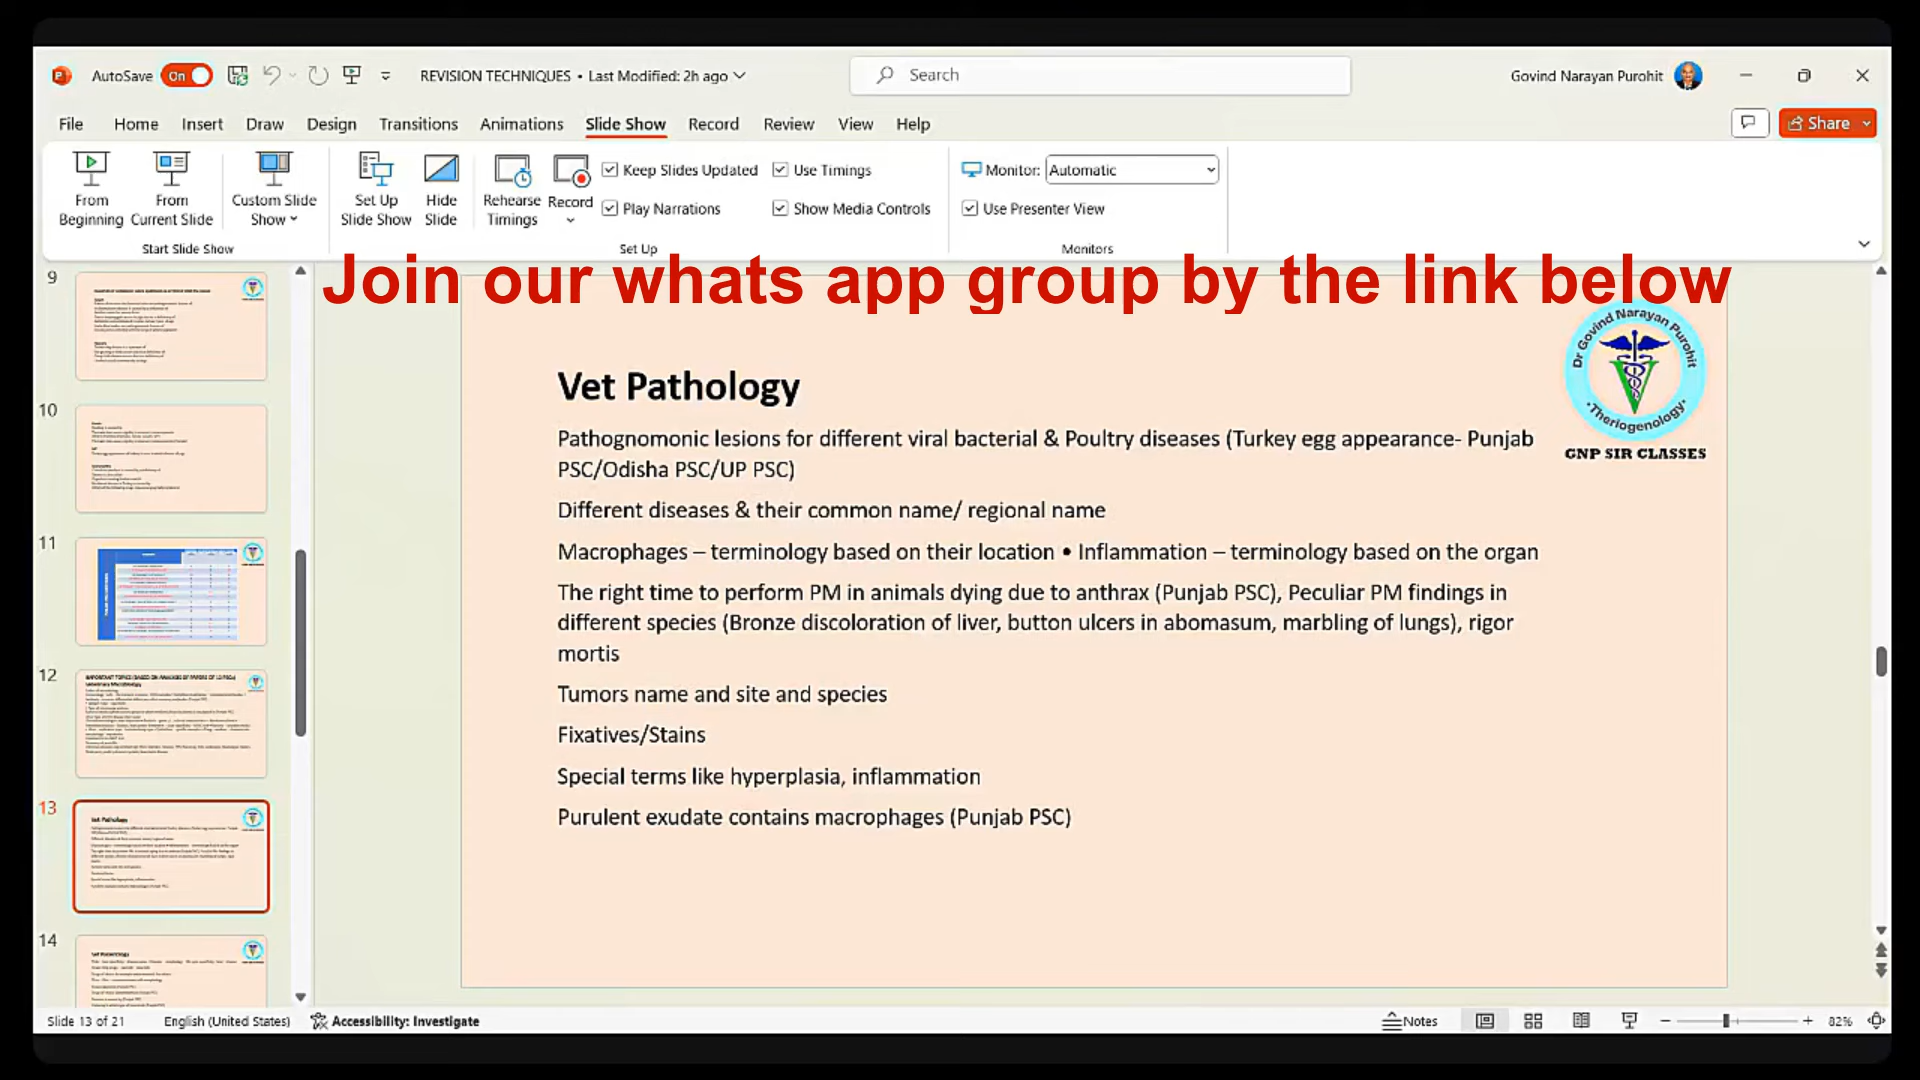 AutoSave On REVISION TECHNIQUES • Last Modified: 2h ago Search Govind Narayan Purohit
File Home Insert Draw Design Transitions Animations Slide Show Record Review View Help Share
From Beginning
From Current Slide
Custom Slide Show
Set Up Slide Show
Hide Slide
Rehearse Timings
Record
Keep Slides Updated Use Timings
Play Narrations Show Media Controls
Monitor: Automatic
Use Presenter View
Start Slide Show Set Up Monitors
Join our whats app group by the link below
Dr Govind Narayan Purohit
•Theriogenology•
GNP SIR CLASSES
Vet Pathology
Pathognomonic lesions for different viral bacterial & Poultry diseases (Turkey egg appearance- Punjab
PSC/Odisha PSC/UP PSC)
Different diseases & their common name/ regional name
Macrophages – terminology based on their location • Inflammation – terminology based on the organ
The right time to perform PM in animals dying due to anthrax (Punjab PSC), Peculiar PM findings in
different species (Bronze discoloration of liver, button ulcers in abomasum, marbling of lungs), rigor
mortis
Tumors name and site and species
Fixatives/Stains
Special terms like hyperplasia, inflammation
Purulent exudate contains macrophages (Punjab PSC)
9
10
11
12
13
Vet Pathology
14
Slide 13 of 21 English (United States) Accessibility: Investigate Notes 82%